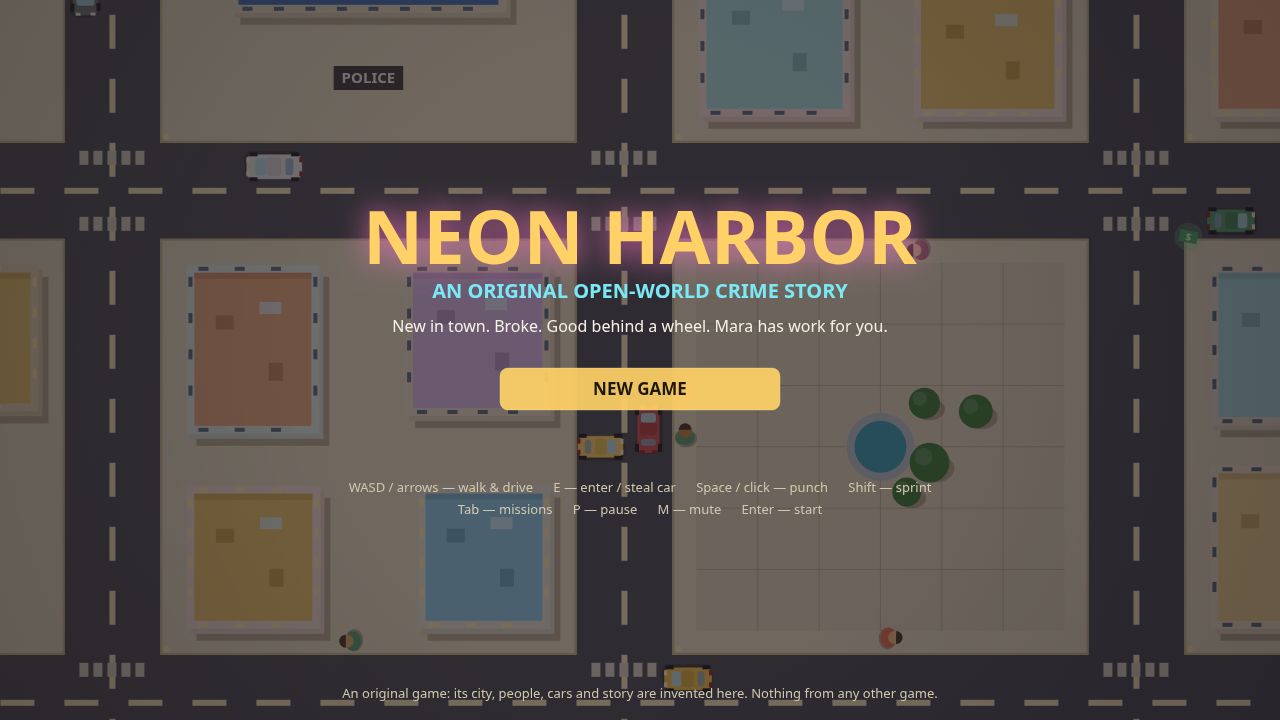 POLICE
NEON HARBOR
AN ORIGINAL OPEN-WORLD CRIME STORY
New in town. Broke. Good behind a wheel. Mara has work for you.
NEW GAME
WASD / arrows — walk & drive E — enter / steal car Space / click — punch Shift — sprint
Tab — missions P — pause M — mute Enter — start
An original game: its city, people, cars and story are invented here. Nothing from any other game.
$